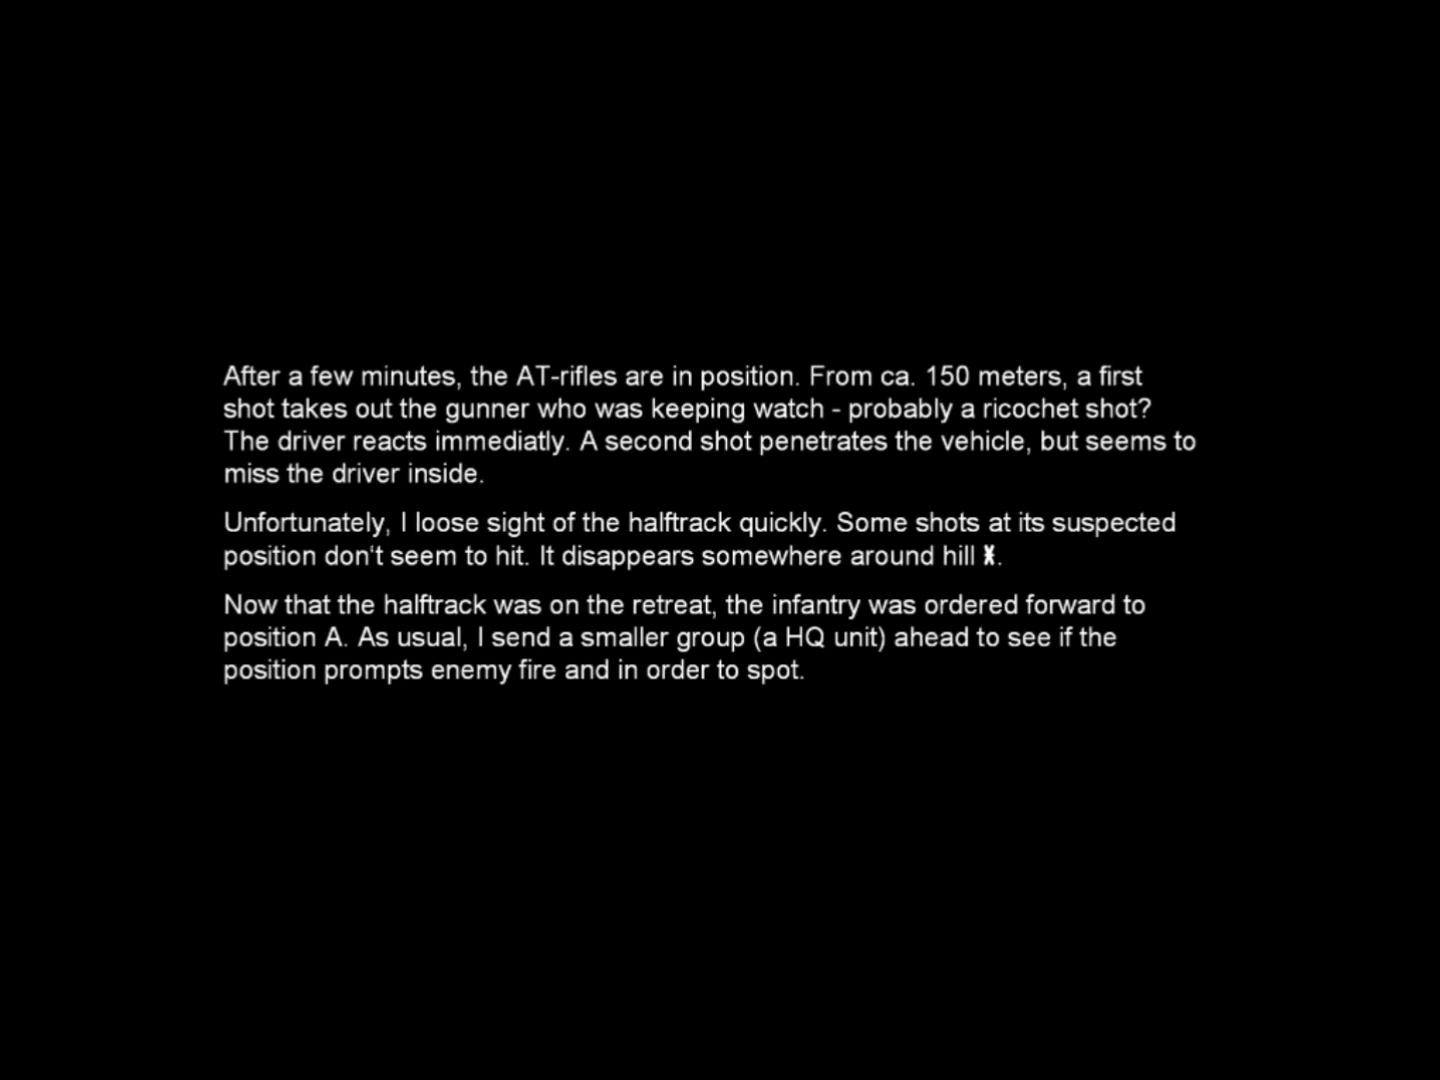 After a few minutes, the AT-rifles are in position. From ca. 150 meters, a first
shot takes out the gunner who was keeping watch - probably a ricochet shot?
The driver reacts immediatly. A second shot penetrates the vehicle, but seems to
miss the driver inside.
Unfortunately, I loose sight of the halftrack quickly. Some shots at its suspected
position don‘t seem to hit. It disappears somewhere around hill .
Now that the halftrack was on the retreat, the infantry was ordered forward to
position A. As usual, I send a smaller group (a HQ unit) ahead to see if the
position prompts enemy fire and in order to spot.